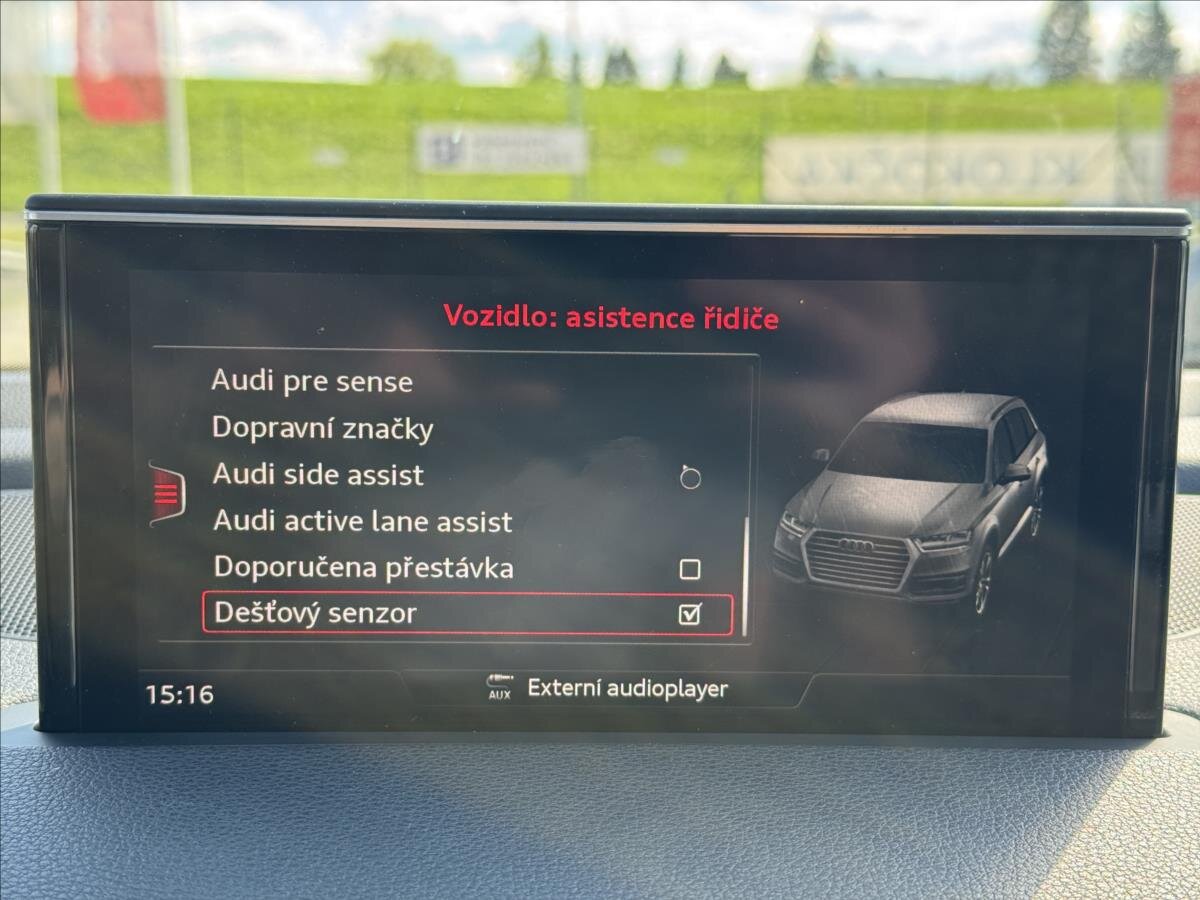 KLOKOČKA
Vozidlo: asistence řidiče
Audi pre sense
Dopravní značky
Audi side assist
Audi active lane assist
Doporučena přestávka
Dešťový senzor
15:16
AUX
Externí audioplayer